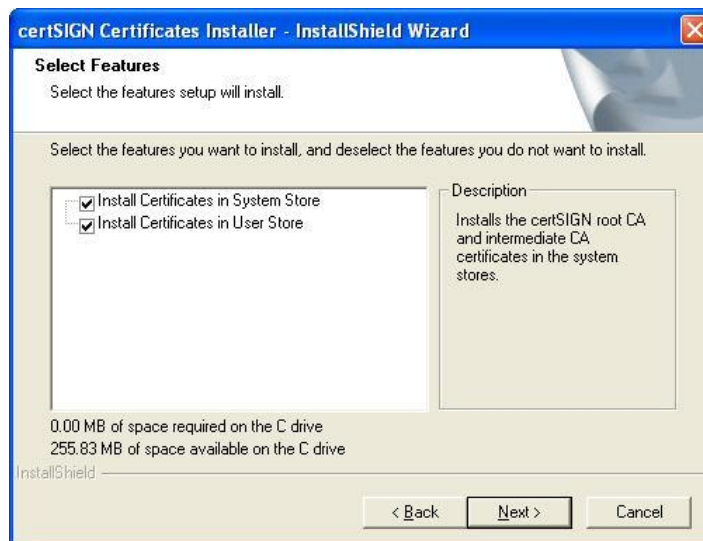 certSIGN Certificates Installer - InstallShield Wizard
Select Features
Select the features setup will install.
Select the features you want to install, and deselect the features you do not want to install.
Install Certificates in System Store
Install Certificates in User Store
Description
Installs the certSIGN root CA
and intermediate CA
certificates in the system
stores.
0.00 MB of space required on the C drive
255.83 MB of space available on the C drive
InstallShield
< Back
Next >
Cancel